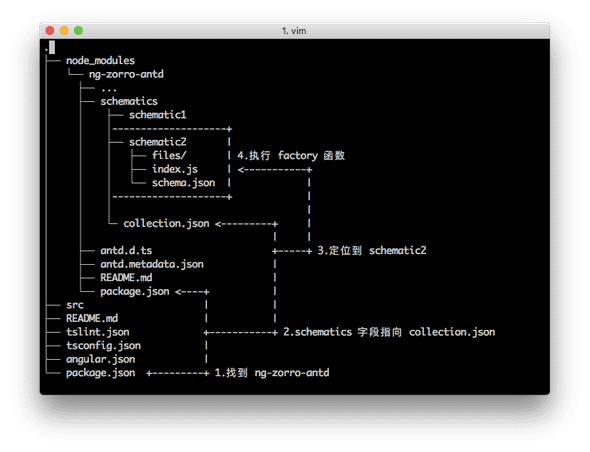 1. vim
.
├── node_modules
│   └── ng-zorro-antd
│       ├── ...
│       ├── schematics
│       │    ├── schematic1
│       │    │--------------------+
│       │    ├── schematic2       |
│       │    │   ├── files/       | 4.执行 factory 函数
│       │    │   ├── index.js     | <-----------+
│       │    │   └── schema.json  |             |
│       │    │--------------------+             |
│       │    │                                  |
│       │    └─ collection.json <---------+     |
│       │                                |     |
│       ├── antd.d.ts                    +-----+ 3.定位到 schematic2
│       ├── antd.metadata.json           |
│       ├── README.md                    |
│       └── package.json <----+          |
├── src                       |          |
├── README.md                 |          |
├── tslint.json               +----------+ 2.schematics 字段指向 collection.json
├── tsconfig.json             |
├── angular.json              |
└── package.json  +---------+ 1.找到 ng-zorro-antd